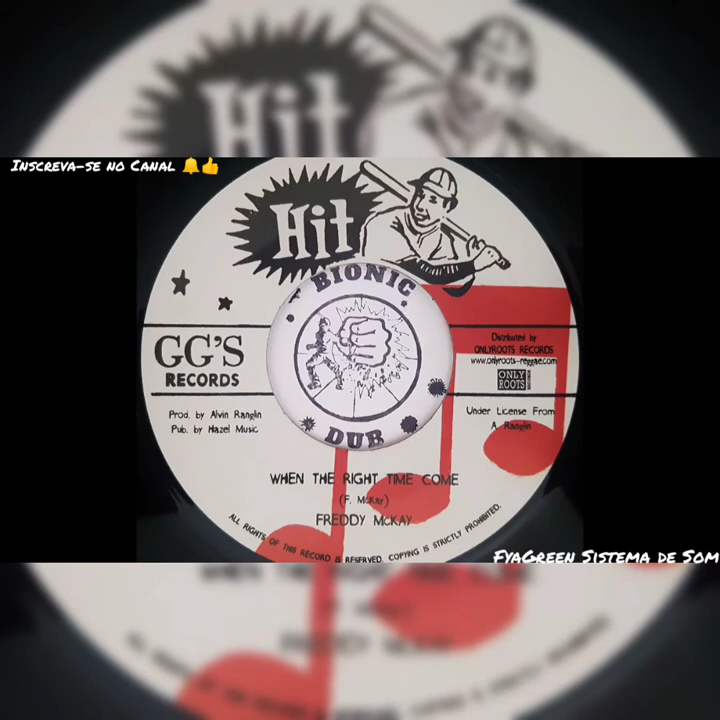 Inscreva-se no Canal 🔔👍
Hit
BIONIC
DUB
GG'S
RECORDS
Distributed by
ONLYROOTS RECORDS
www.onlyroots-reggae.com
ONLY
ROOTS
Prod. by Alvin Ranglin
Pub. by Hazel Music
Under License From
A. Ranglin
WHEN THE RIGHT TIME COME
(F. McKay)
FREDDY McKAY
ALL RIGHTS OF THIS RECORD IS RESERVED. COPYING IS STRICTLY PROHIBITED.
FyaGreen Sistema de Som